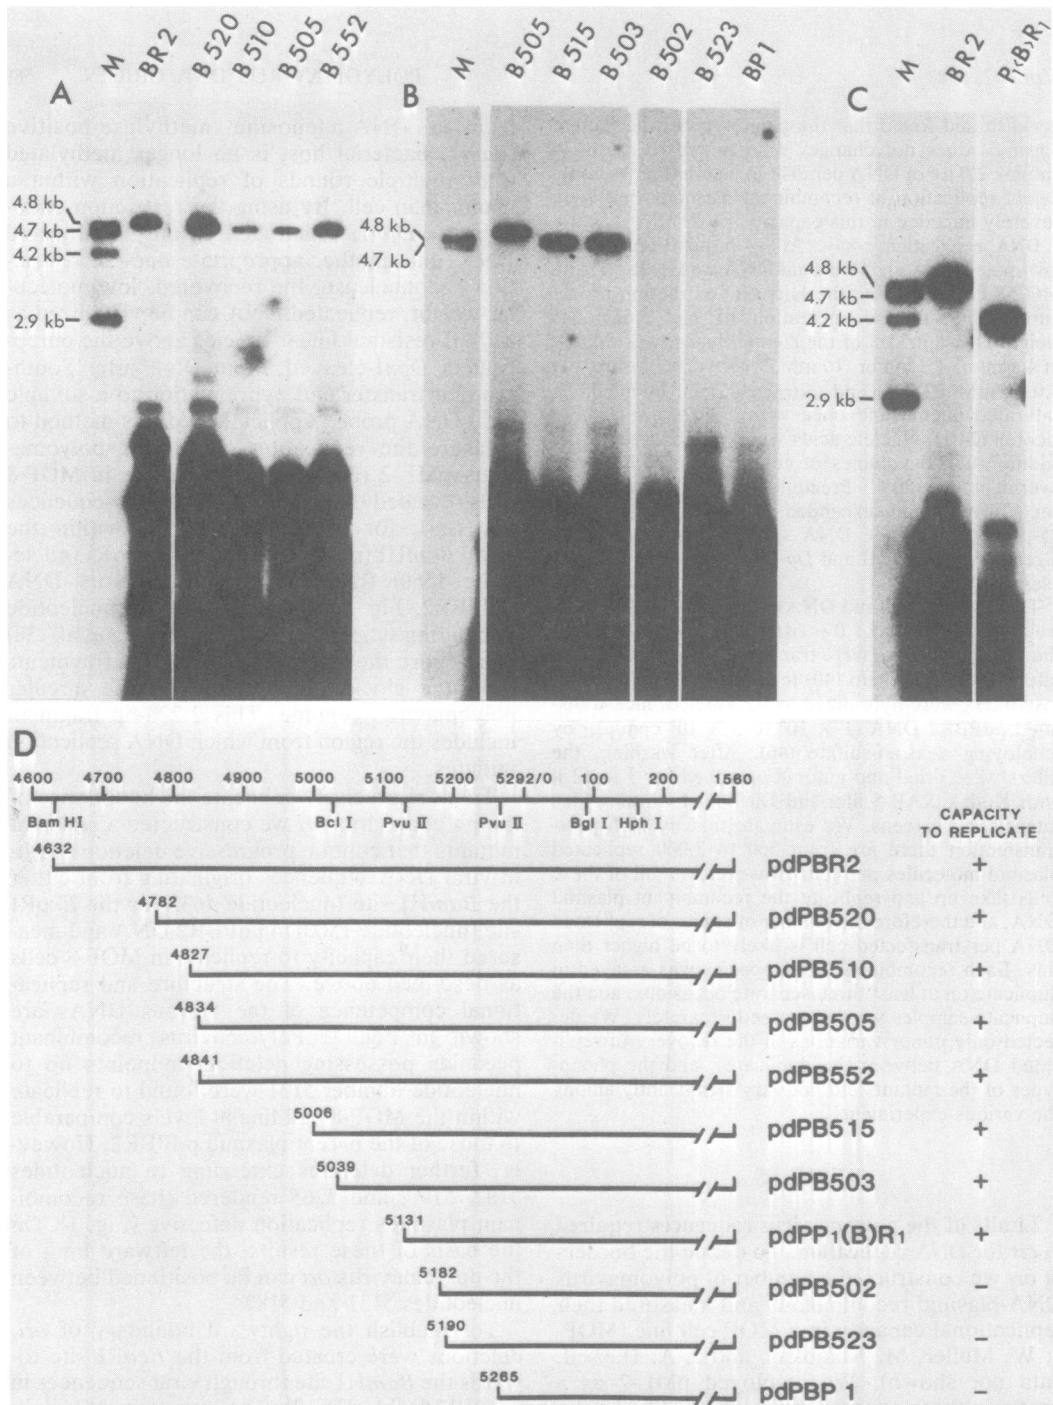 A M BR2 B520 B510 B505 B552
B M B505 B515 B503 B502 B523 BP1
C M BR2 P₁(B)R₁
4.8 kb
4.7 kb
4.2 kb
2.9 kb
4.8 kb
4.7 kb
4.8 kb
4.7 kb
4.2 kb
2.9 kb
D
4600 4700 4800 4900 5000 5100 5200 5292/0 100 200 1560
Bam HI Bcl I Pvu II Pvu II Bgl I Hph I
CAPACITY
TO REPLICATE
4632 pdPBR2 +
4782 pdPB520 +
4827 pdPB510 +
4834 pdPB505 +
4841 pdPB552 +
5006 pdPB515 +
5039 pdPB503 +
5131 pdPP₁(B)R₁ +
5182 pdPB502 −
5190 pdPB523 −
5265 pdPBP 1 −